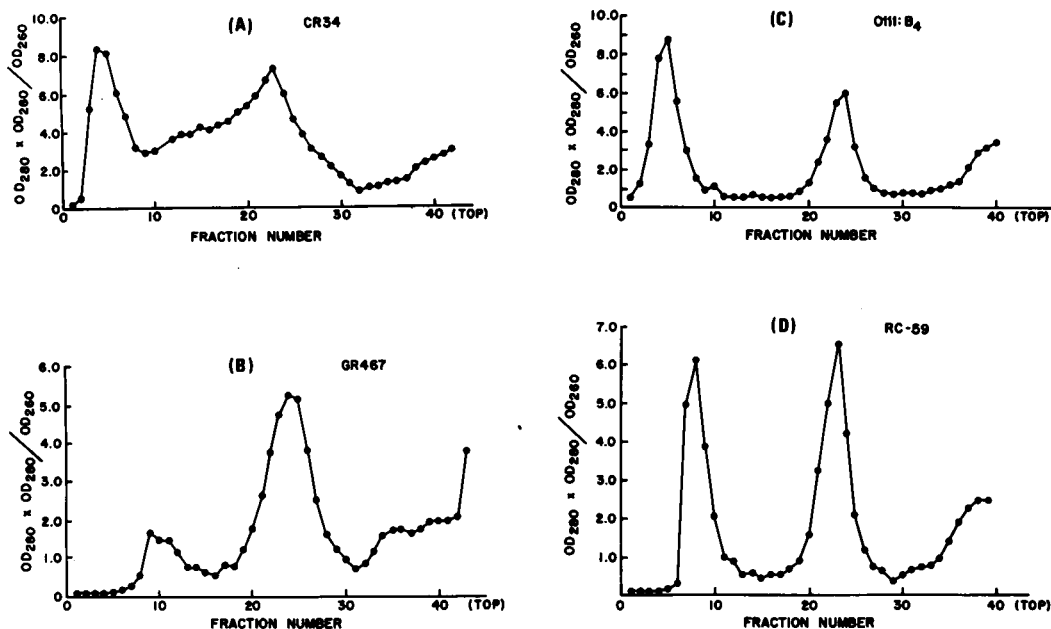 (A) CR34
OD280 x OD280/OD260
10.0
8.0
6.0
4.0
2.0
0
0 10 20 30 40 (TOP)
FRACTION NUMBER
(C) O111:B4
OD280 x OD280/OD260
10.0
8.0
6.0
4.0
2.0
0
0 10 20 30 40 (TOP)
FRACTION NUMBER
(B) GR467
OD280 x OD280/OD260
6.0
5.0
4.0
3.0
2.0
1.0
0
0 10 20 30 40 (TOP)
FRACTION NUMBER
(D) RC-59
OD280 x OD280/OD260
7.0
6.0
5.0
4.0
3.0
2.0
1.0
0
0 10 20 30 40 (TOP)
FRACTION NUMBER